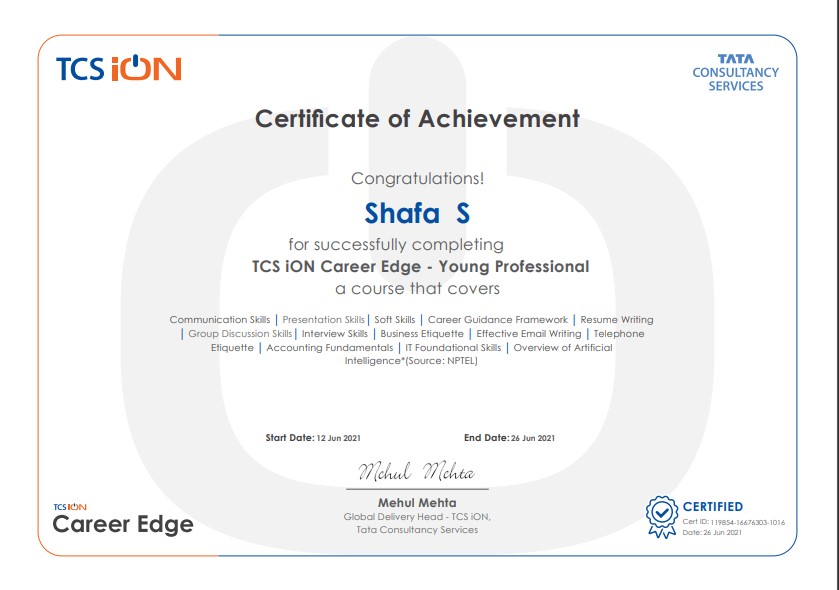 TCS iON
TATA
CONSULTANCY
SERVICES
Certificate of Achievement
Congratulations!
Shafa S
for successfully completing
TCS iON Career Edge - Young Professional
a course that covers
Communication Skills | Presentation Skills | Soft Skills | Career Guidance Framework | Resume Writing
| Group Discussion Skills | Interview Skills | Business Etiquette | Effective Email Writing | Telephone
Etiquette | Accounting Fundamentals | IT Foundational Skills | Overview of Artificial
Intelligence*(Source: NPTEL)
Start Date: 12 Jun 2021
End Date: 26 Jun 2021
Mehul Mehta
Mehul Mehta
Global Delivery Head - TCS iON,
Tata Consultancy Services
TCS iON
Career Edge
CERTIFIED
Cert ID: 119854-16676303-1016
Date: 26 Jun 2021